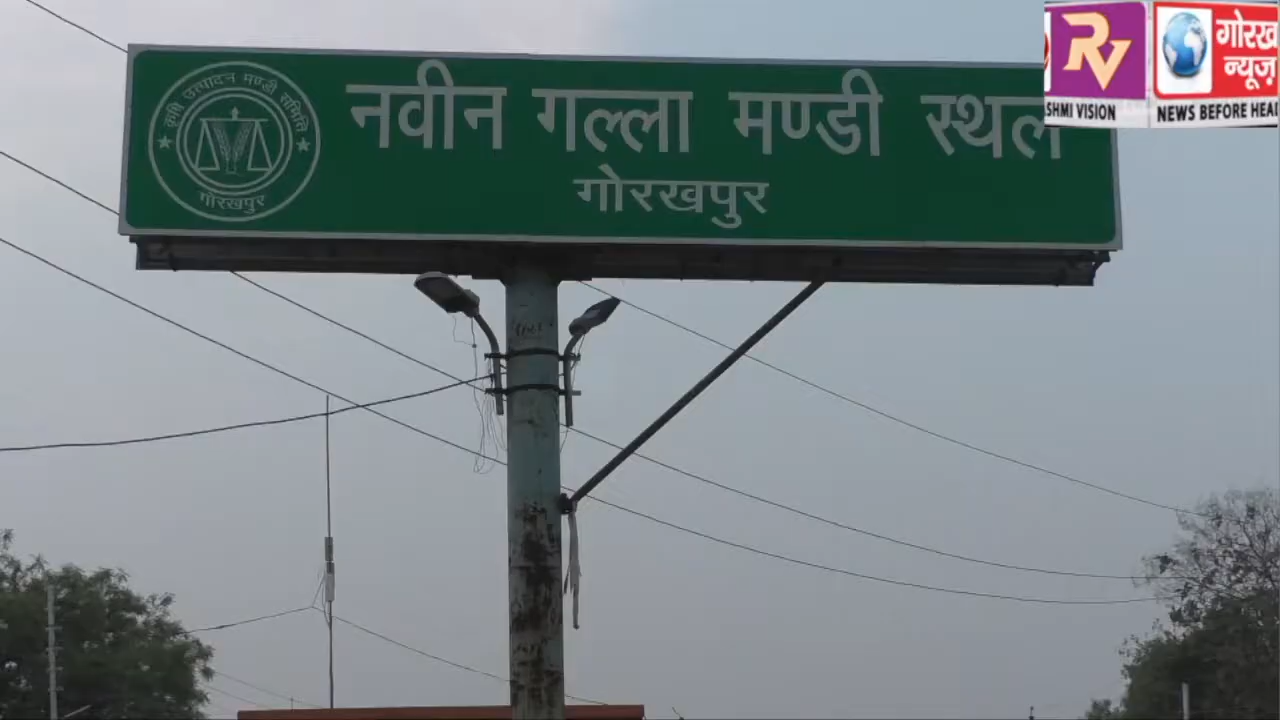 नवीन गल्ला मण्डी स्थल
गोरखपुर
कृषि उत्पादन मण्डी समिति
गोरखपुर
RV
SHMI VISION
गोरख
न्यूज़
NEWS BEFORE HEA